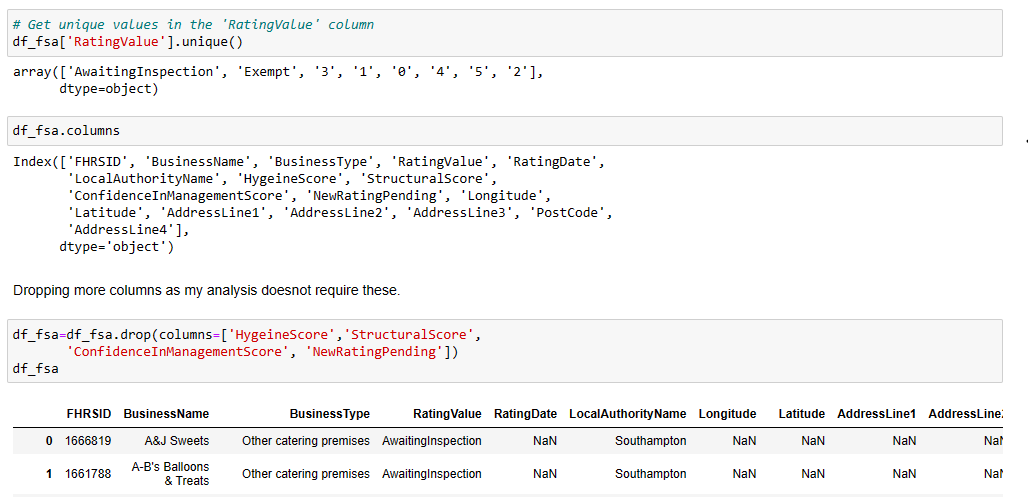 # Get unique values in the 'RatingValue' column
df_fsa['RatingValue'].unique()
array(['AwaitingInspection', 'Exempt', '3', '1', '0', '4', '5', '2'],
dtype=object)
df_fsa.columns
Index(['FHRSID', 'BusinessName', 'BusinessType', 'RatingValue', 'RatingDate',
'LocalAuthorityName', 'HygeineScore', 'StructuralScore',
'ConfidenceInManagementScore', 'NewRatingPending', 'Longitude',
'Latitude', 'AddressLine1', 'AddressLine2', 'AddressLine3', 'PostCode',
'AddressLine4'],
dtype='object')
Dropping more columns as my analysis doesnot require these.
df_fsa=df_fsa.drop(columns=['HygeineScore','StructuralScore',
'ConfidenceInManagementScore', 'NewRatingPending'])
df_fsa
FHRSID BusinessName BusinessType RatingValue RatingDate LocalAuthorityName Longitude Latitude AddressLine1 AddressLine
0 1666819 A&J Sweets Other catering premises AwaitingInspection NaN Southampton NaN NaN NaN
1 1661788 A-B's Balloons & Treats Other catering premises AwaitingInspection NaN Southampton NaN NaN NaN